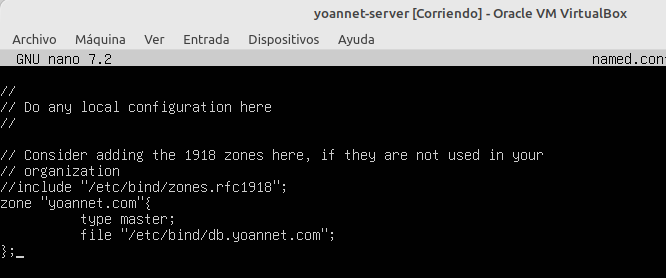 yoannet-server [Corriendo] - Oracle VM VirtualBox
Archivo Máquina Ver Entrada Dispositivos Ayuda
GNU nano 7.2 named.con
//
// Do any local configuration here
//
// Consider adding the 1918 zones here, if they are not used in your
// organization
//include "/etc/bind/zones.rfc1918";
zone "yoannet.com"{
type master;
file "/etc/bind/db.yoannet.com";
};_